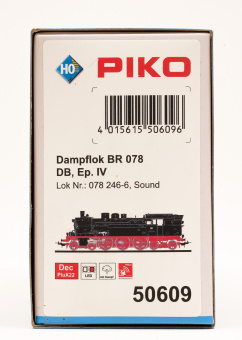 H0 PIKO
4 015615 506096
Dampflok BR 078
DB, Ep. IV
Lok Nr.: 078 246-6, Sound
Dec
PluX22
LED
50609